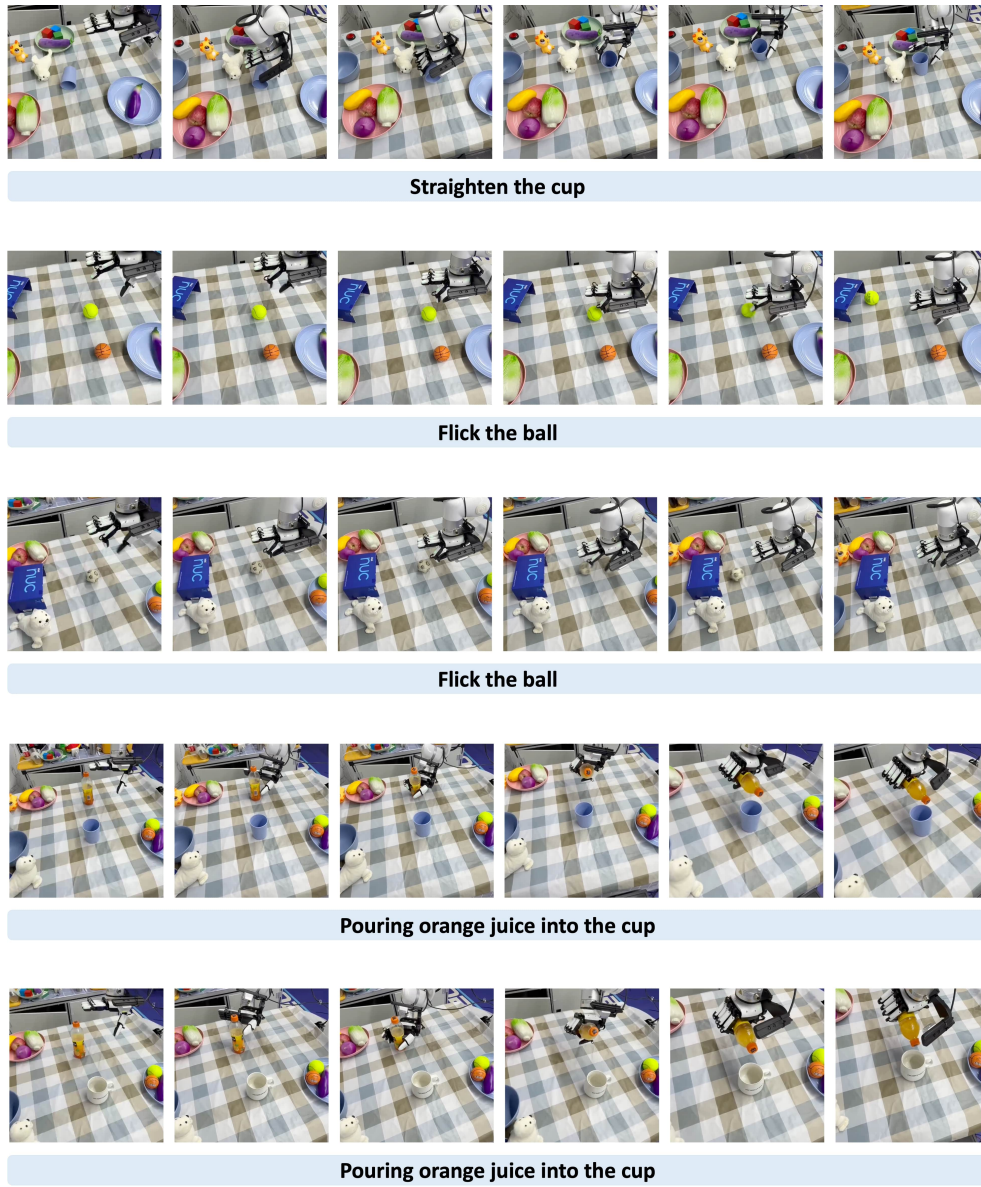 Straighten the cup
Flick the ball
Flick the ball
Pouring orange juice into the cup
Pouring orange juice into the cup